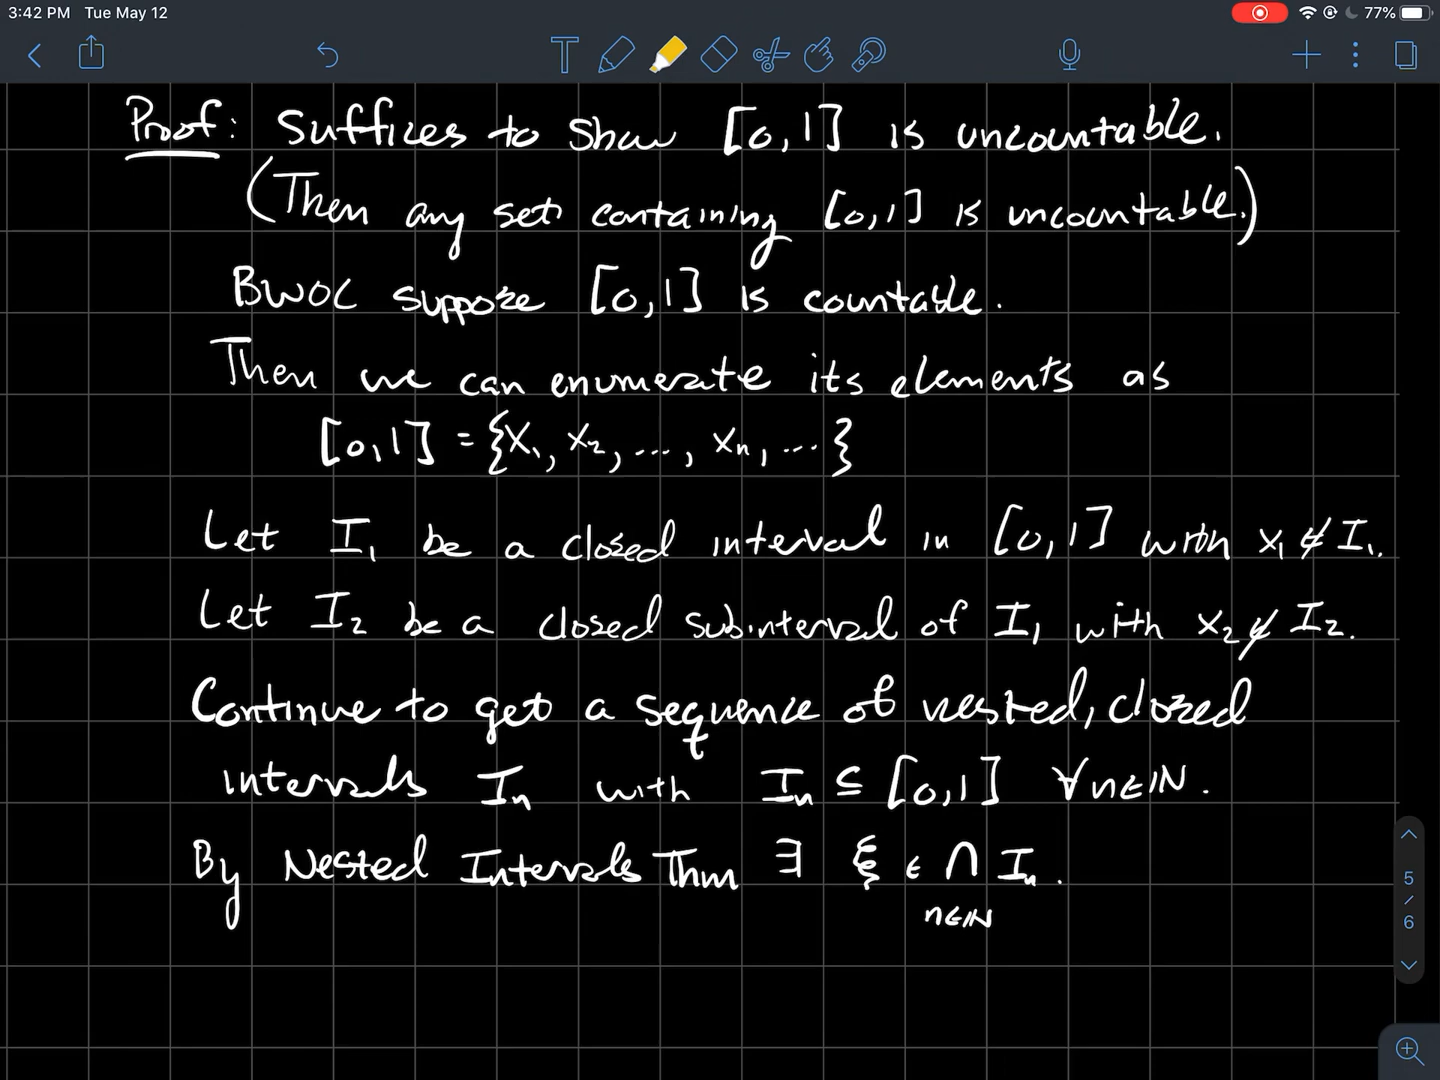 3:42 PM Tue May 12 77%
T
Proof: Suffices to show [0,1] is uncountable.
(Then any set containing [0,1] is uncountable.)
BWOC suppose [0,1] is countable.
Then we can enumerate its elements as
[0,1] = {x₁, x₂, ..., xₙ, ...}
Let I₁ be a closed interval in [0,1] with x₁ ∉ I₁.
Let I₂ be a closed subinterval of I₁ with x₂ ∉ I₂.
Continue to get a sequence of nested, closed
intervals Iₙ with Iₙ ⊆ [0,1] ∀n∈ℕ.
By Nested Intervals Thm ∃ ξ ∈ ∩ Iₙ.
n∈ℕ
5
/
6